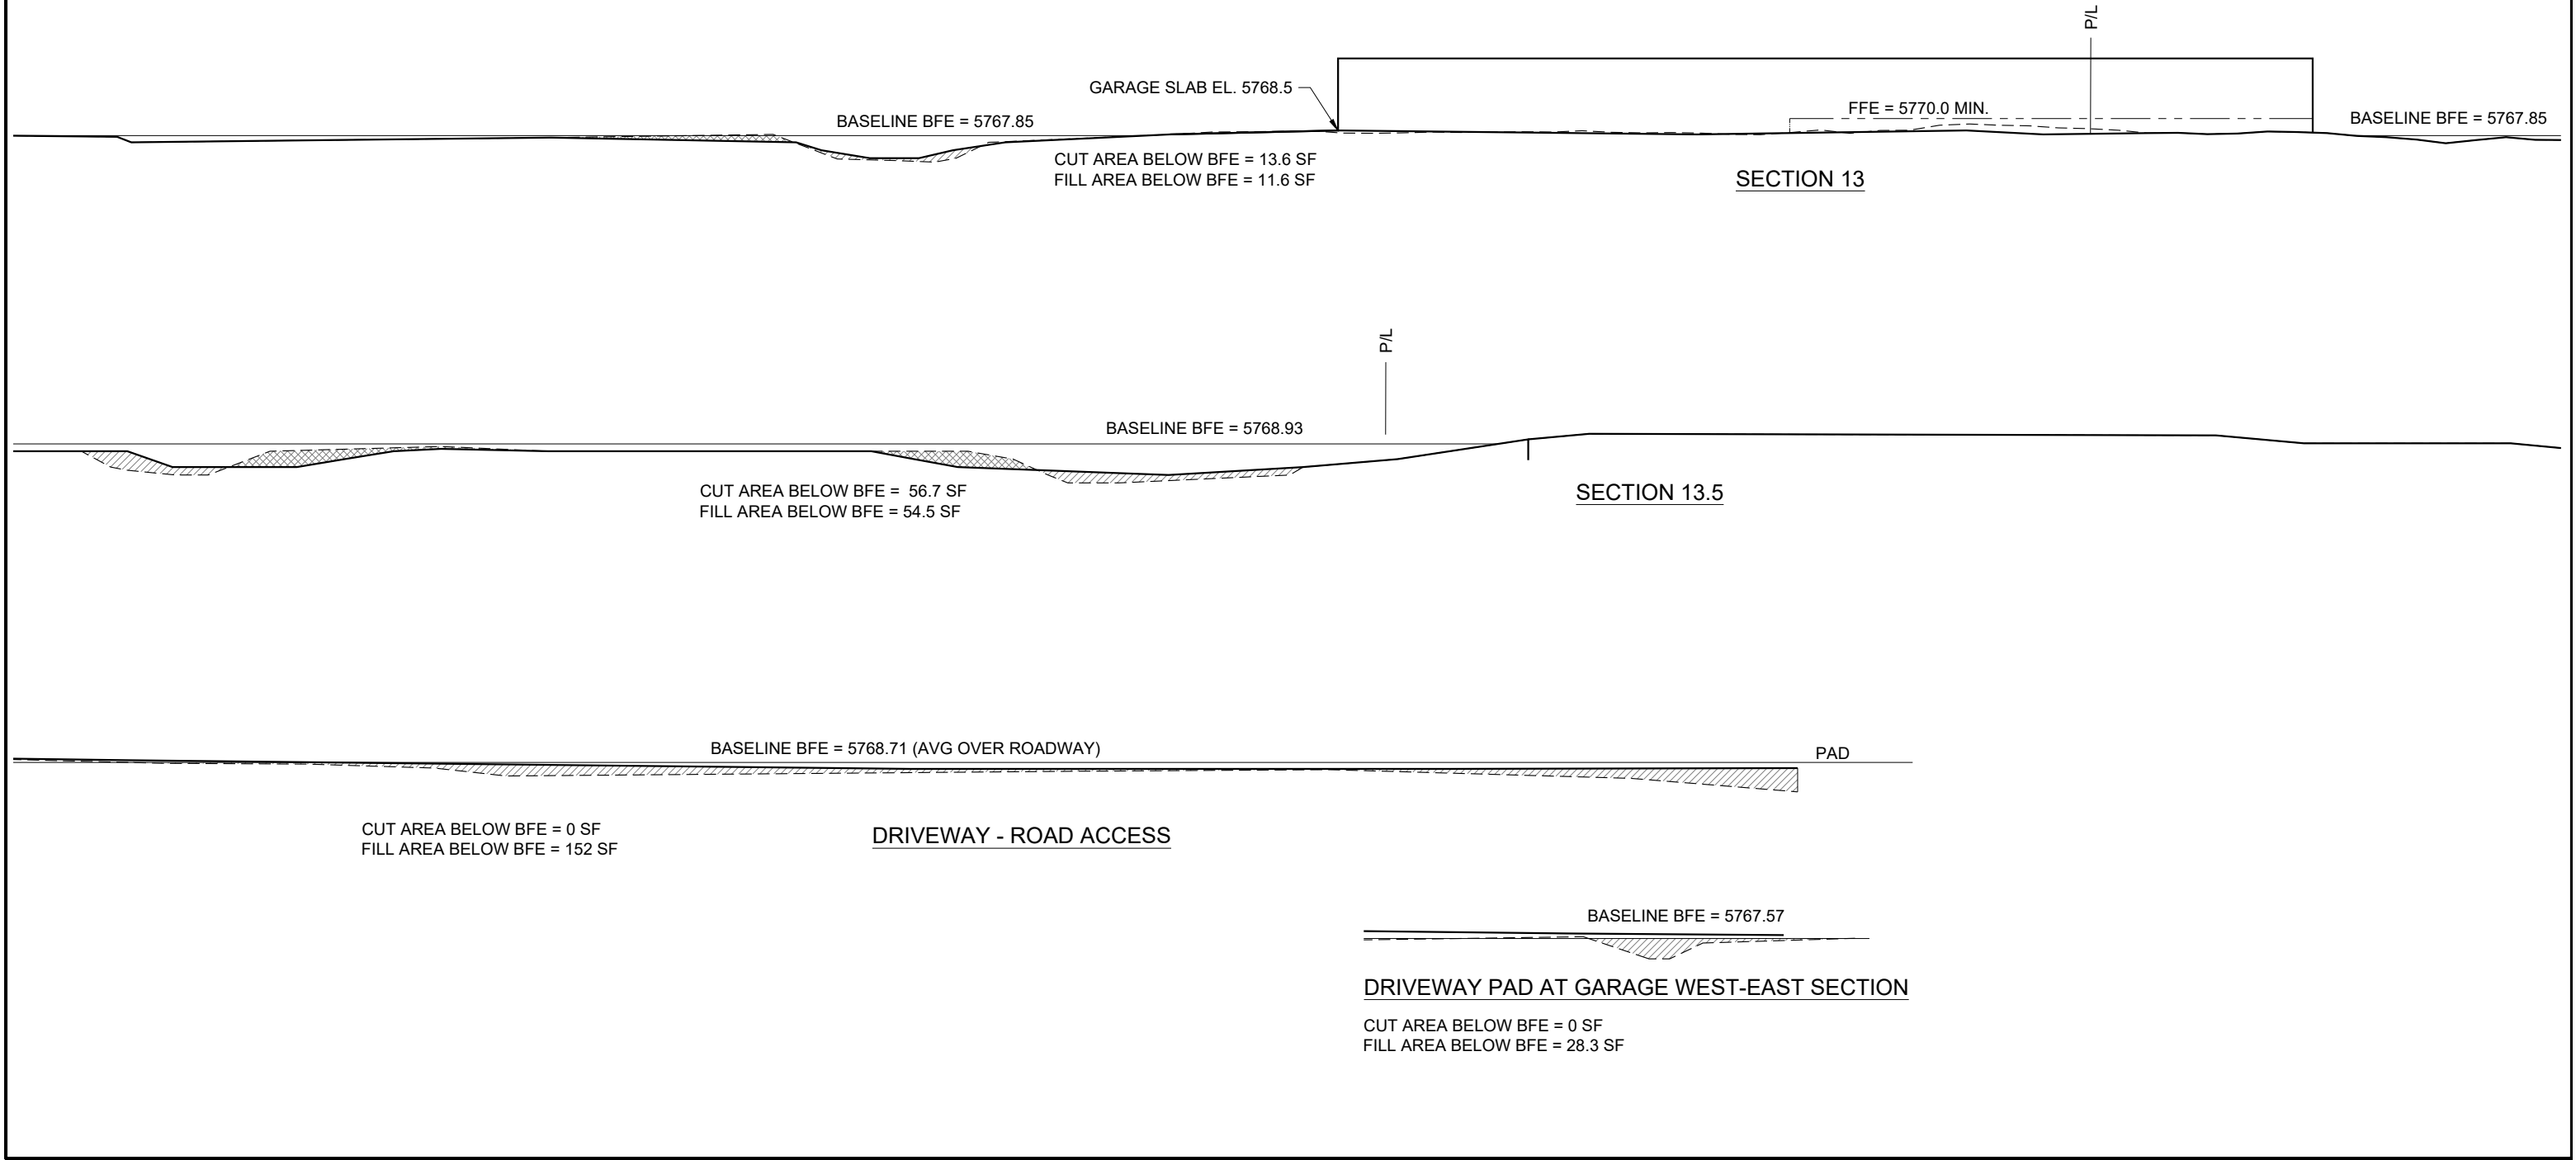 P/L
GARAGE SLAB EL. 5768.5
FFE = 5770.0 MIN.
BASELINE BFE = 5767.85
BASELINE BFE = 5767.85
CUT AREA BELOW BFE = 13.6 SF
FILL AREA BELOW BFE = 11.6 SF
SECTION 13
P/L
BASELINE BFE = 5768.93
CUT AREA BELOW BFE = 56.7 SF
FILL AREA BELOW BFE = 54.5 SF
SECTION 13.5
BASELINE BFE = 5768.71 (AVG OVER ROADWAY)
PAD
CUT AREA BELOW BFE = 0 SF
FILL AREA BELOW BFE = 152 SF
DRIVEWAY - ROAD ACCESS
BASELINE BFE = 5767.57
DRIVEWAY PAD AT GARAGE WEST-EAST SECTION
CUT AREA BELOW BFE = 0 SF
FILL AREA BELOW BFE = 28.3 SF